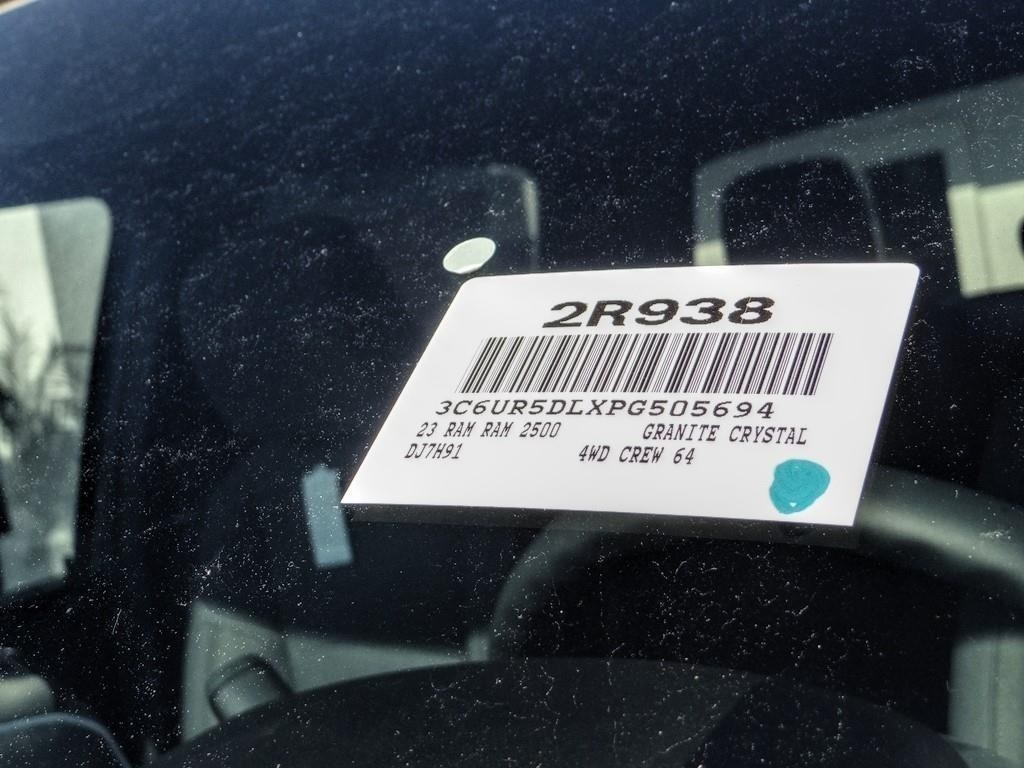 2R938
3C6UR5DLXPG505694
23 RAM RAM 2500 GRANITE CRYSTAL
DJ7H91 4WD CREW 64